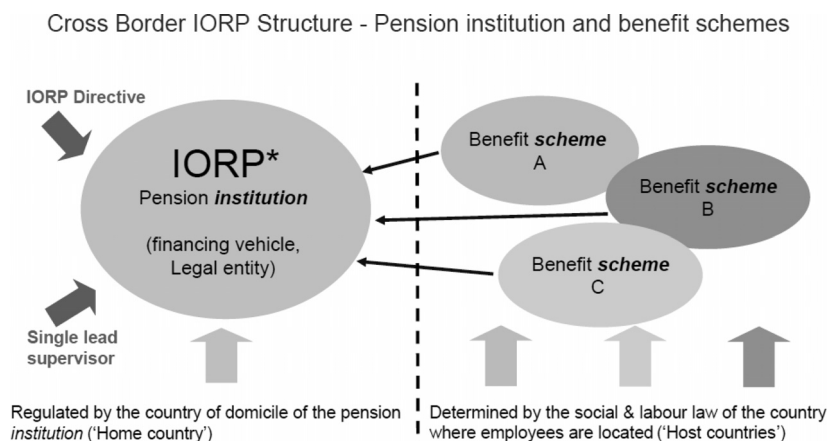 Cross Border IORP Structure - Pension institution and benefit schemes
IORP Directive
IORP*
Pension institution
(financing vehicle,
Legal entity)
Single lead
supervisor
Benefit scheme
A
Benefit scheme
B
Benefit scheme
C
Regulated by the country of domicile of the pension
institution (‘Home country’)
Determined by the social & labour law of the country
where employees are located (‘Host countries’)